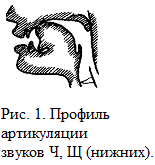 Рис. 1. Профиль
артикуляции
звуков Ч, Щ (нижних).